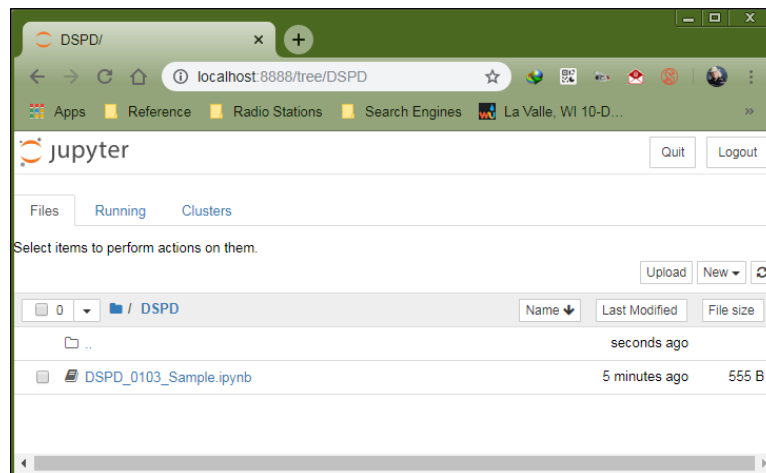 DSPD/
localhost:8888/tree/DSPD
Apps Reference Radio Stations Search Engines La Valle, WI 10-D...
jupyter Quit Logout
Files Running Clusters
Select items to perform actions on them.
Upload New
0 / DSPD Name Last Modified File size
.. seconds ago
DSPD_0103_Sample.ipynb 5 minutes ago 555 B